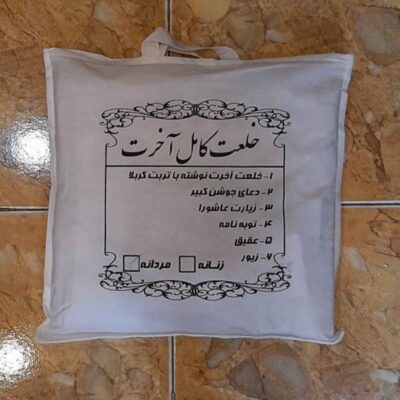 خلعت کامل آخرت
۱- خلعت آخرت نوشته با تربت کربلا
۲- دعای جوشن کبیر
۳- زیارت عاشورا
۴- توبه نامه
۵- عقیق
۶- زیور
زنانه مردانه